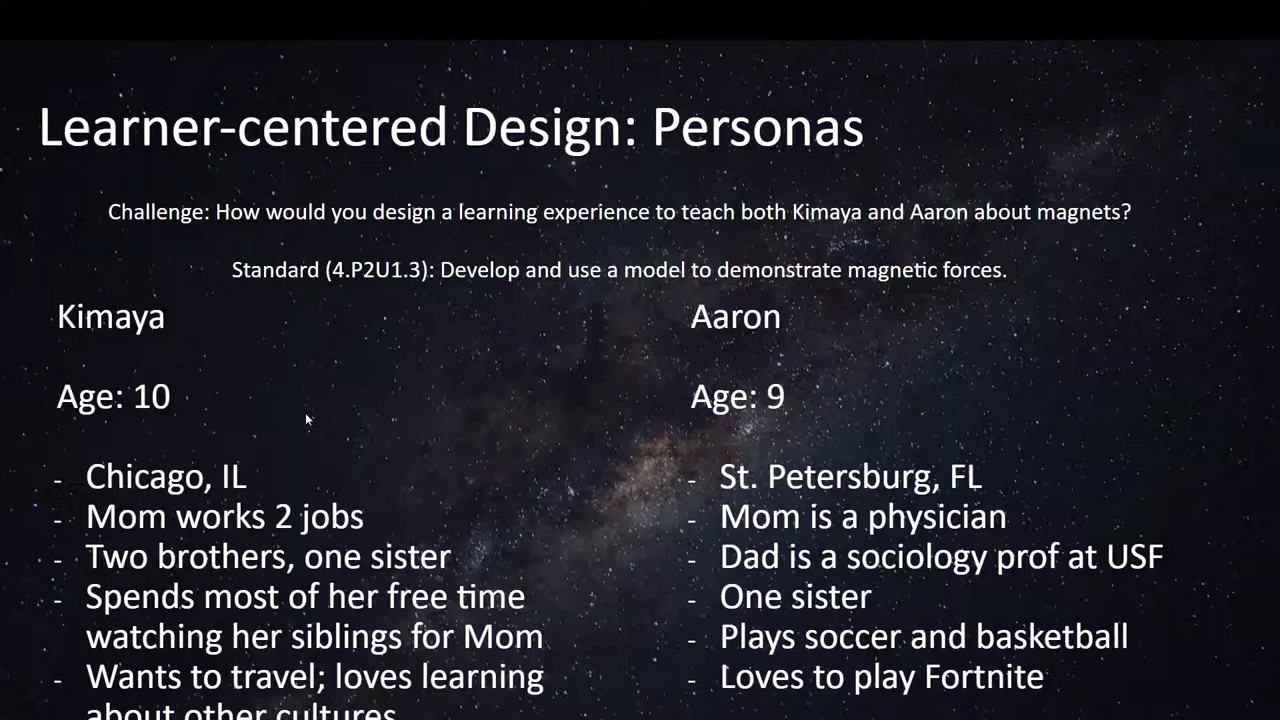 Learner-centered Design: Personas
Challenge: How would you design a learning experience to teach both Kimaya and Aaron about magnets?
Standard (4.P2U1.3): Develop and use a model to demonstrate magnetic forces.
Kimaya
Age: 10
- Chicago, IL
- Mom works 2 jobs
- Two brothers, one sister
- Spends most of her free time
watching her siblings for Mom
- Wants to travel; loves learning
about other cultures
Aaron
Age: 9
- St. Petersburg, FL
- Mom is a physician
- Dad is a sociology prof at USF
- One sister
- Plays soccer and basketball
- Loves to play Fortnite